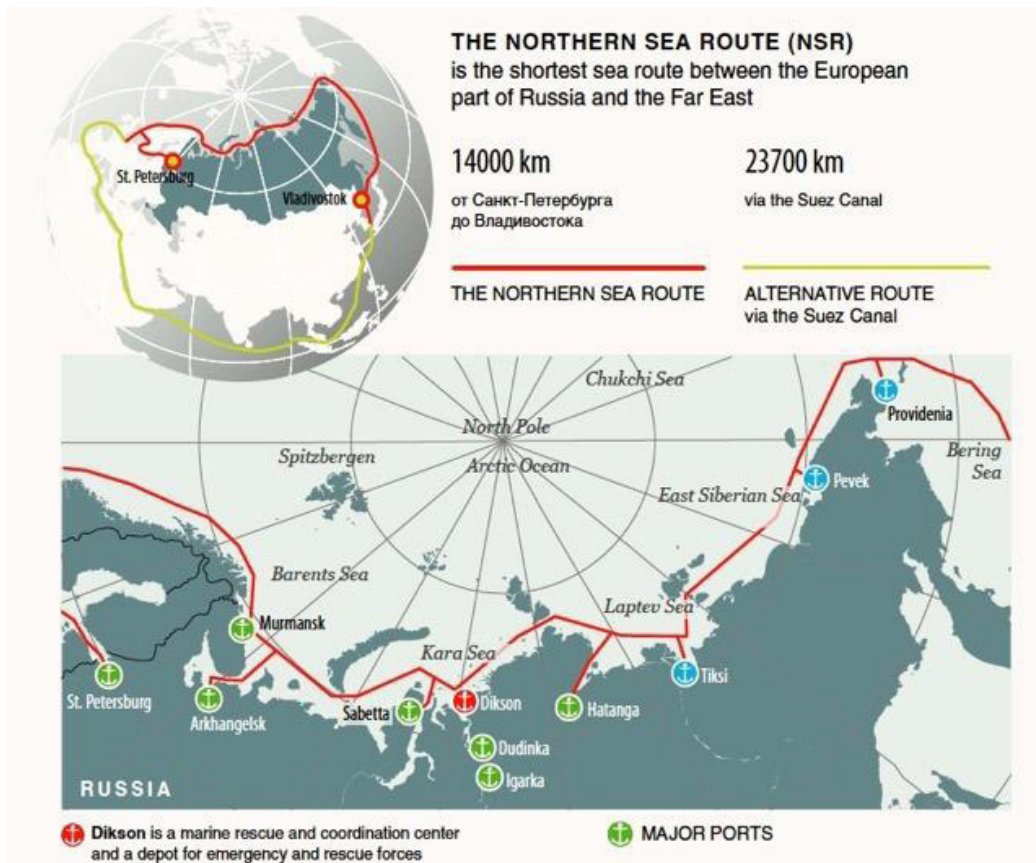 THE NORTHERN SEA ROUTE (NSR)
is the shortest sea route between the European
part of Russia and the Far East
14000 km
от Санкт-Петербурга
до Владивостока
23700 km
via the Suez Canal
THE NORTHERN SEA ROUTE
ALTERNATIVE ROUTE
via the Suez Canal
St. Petersburg
Vladivostok
Chukchi Sea
Providenia
North Pole
Bering
Sea
Spitzbergen
Arctic Ocean
Pevek
East Siberian Sea
Barents Sea
Laptev Sea
Murmansk
Kara Sea
St. Petersburg
Tiksi
Arkhangelsk
Sabetta
Dikson
Hatanga
Dudinka
Igarka
RUSSIA
Dikson is a marine rescue and coordination center
and a depot for emergency and rescue forces
MAJOR PORTS